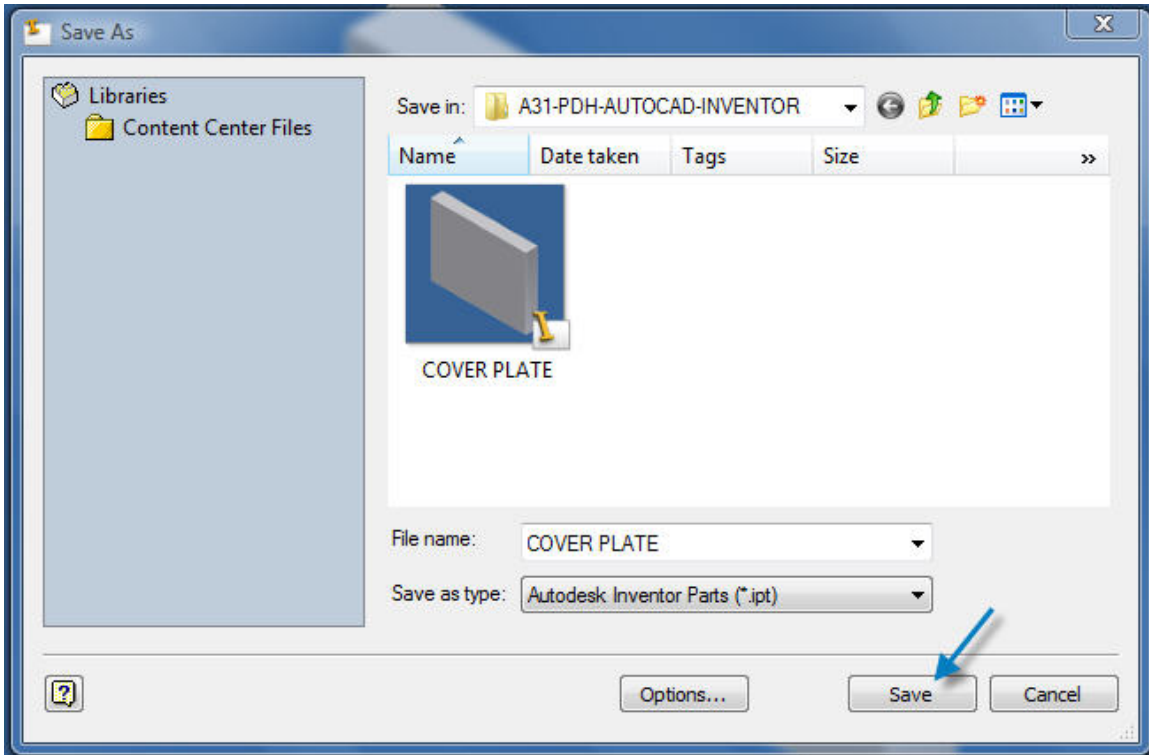 Save As
X
Libraries
Content Center Files
Save in: A31-PDH-AUTOCAD-INVENTOR
Name Date taken Tags Size »
COVER PLATE
File name: COVER PLATE
Save as type: Autodesk Inventor Parts (*.ipt)
? Options... Save Cancel